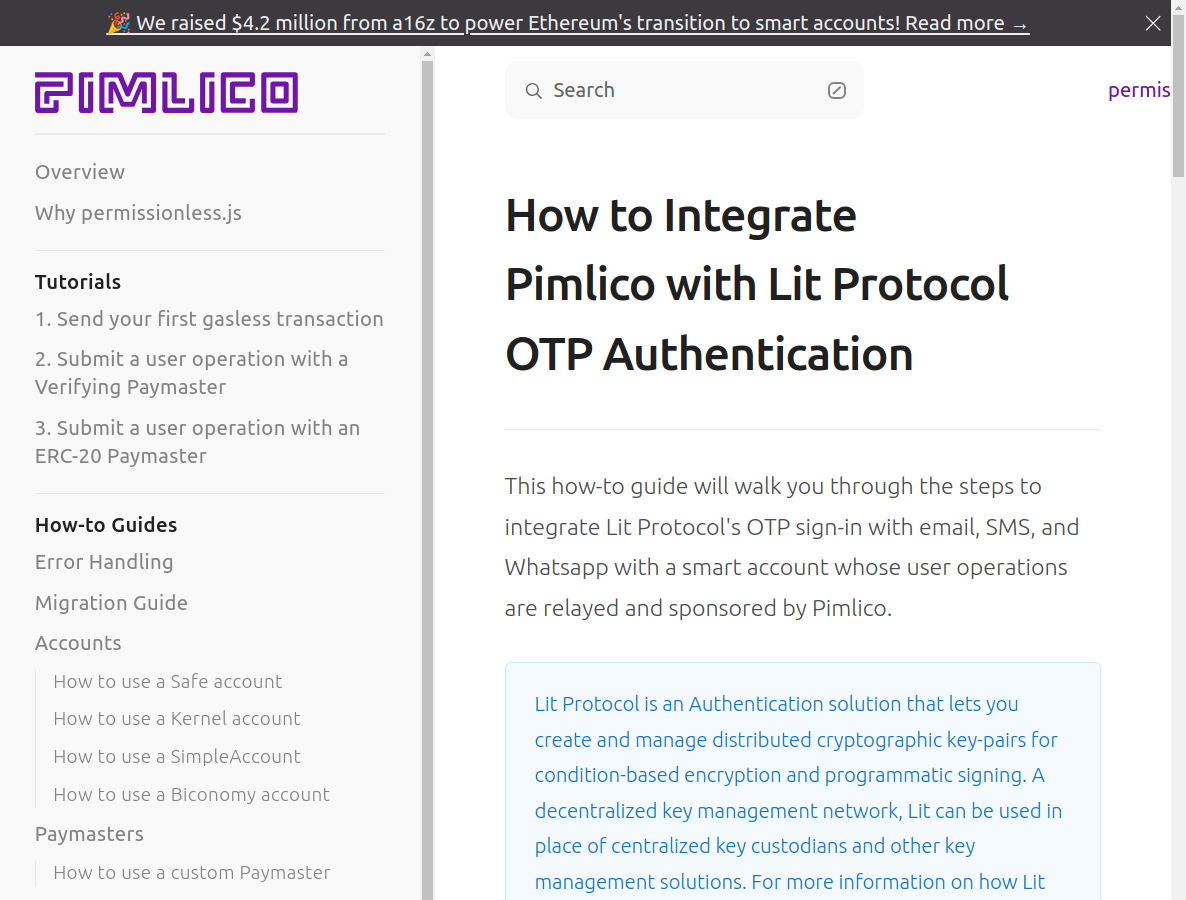 🎉 We raised $4.2 million from a16z to power Ethereum's transition to smart accounts! Read more →
PIMLICO
Overview
Why permissionless.js
Tutorials
1. Send your first gasless transaction
2. Submit a user operation with a
Verifying Paymaster
3. Submit a user operation with an
ERC-20 Paymaster
How-to Guides
Error Handling
Migration Guide
Accounts
How to use a Safe account
How to use a Kernel account
How to use a SimpleAccount
How to use a Biconomy account
Paymasters
How to use a custom Paymaster
Search
permis
How to Integrate
Pimlico with Lit Protocol
OTP Authentication
This how-to guide will walk you through the steps to
integrate Lit Protocol's OTP sign-in with email, SMS, and
Whatsapp with a smart account whose user operations
are relayed and sponsored by Pimlico.
Lit Protocol is an Authentication solution that lets you
create and manage distributed cryptographic key-pairs for
condition-based encryption and programmatic signing. A
decentralized key management network, Lit can be used in
place of centralized key custodians and other key
management solutions. For more information on how Lit